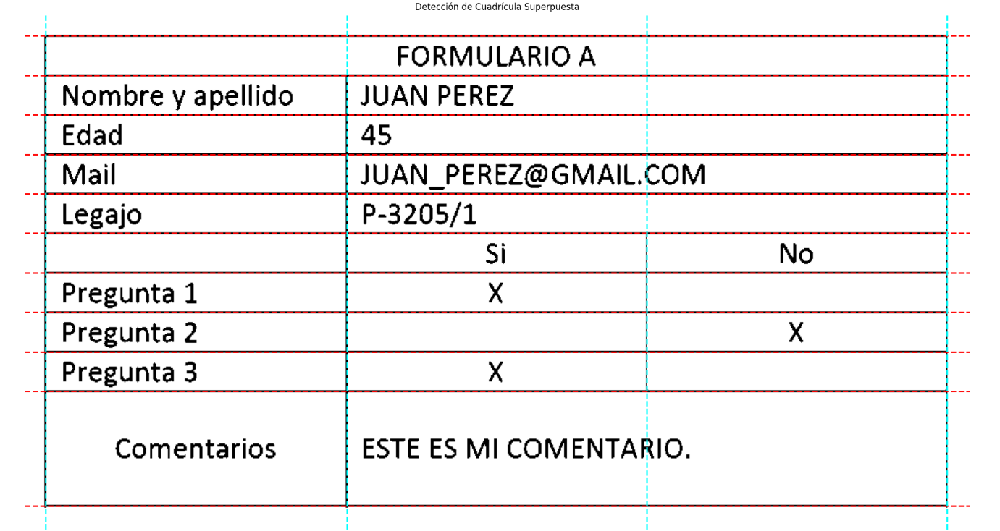 Detección de Cuadrícula Superpuesta
FORMULARIO A
Nombre y apellido JUAN PEREZ
Edad 45
Mail JUAN_PEREZ@GMAIL.COM
Legajo P-3205/1
Si No
Pregunta 1 X
Pregunta 2 X
Pregunta 3 X
Comentarios ESTE ES MI COMENTARIO.